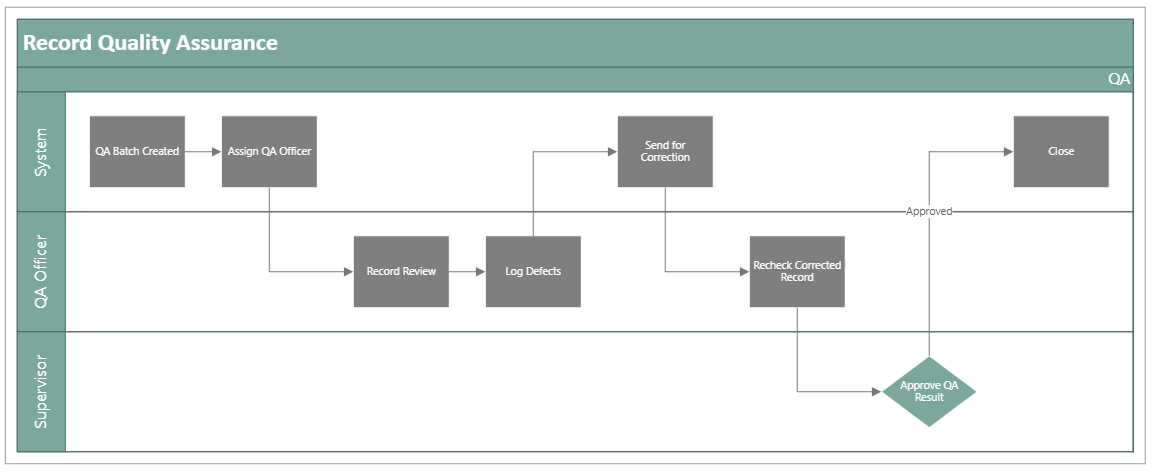 Record Quality Assurance
QA
System
QA Batch Created
Assign QA Officer
Send for
Correction
Close
Approved
QA Officer
Record Review
Log Defects
Recheck Corrected
Record
Supervisor
Approve QA
Result